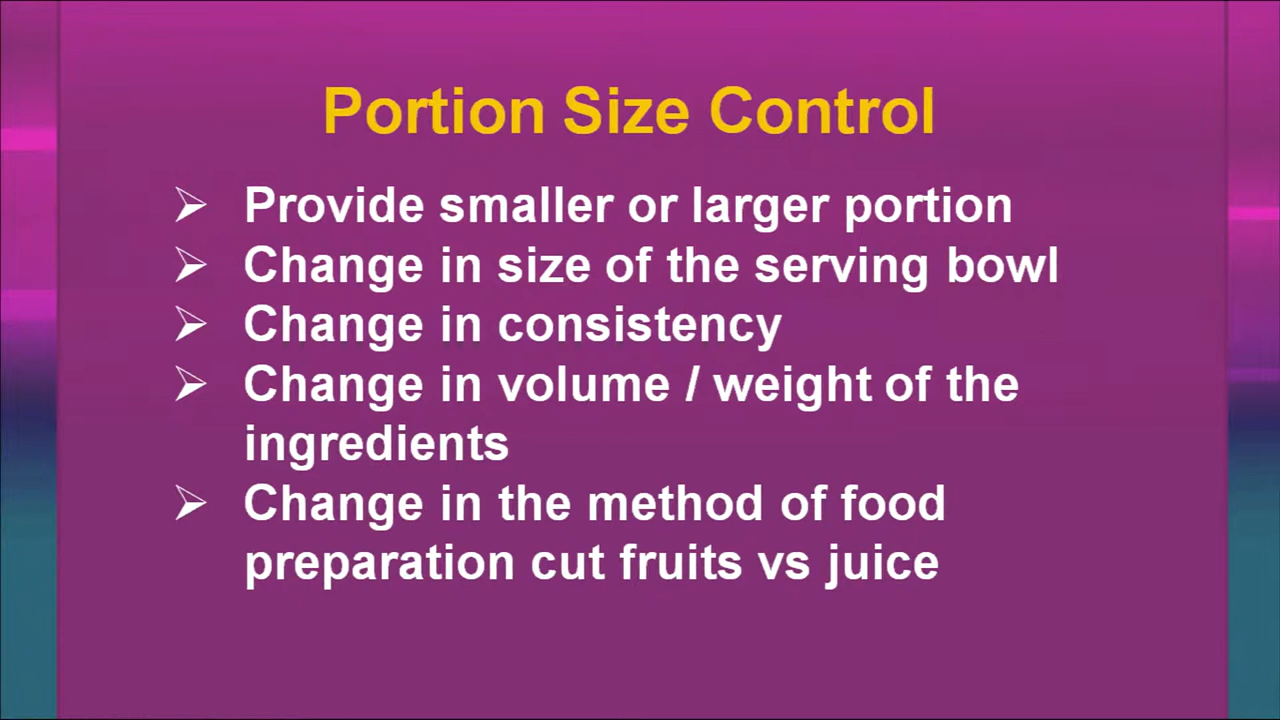 Portion Size Control
➢ Provide smaller or larger portion
➢ Change in size of the serving bowl
➢ Change in consistency
➢ Change in volume / weight of the
ingredients
➢ Change in the method of food
preparation cut fruits vs juice